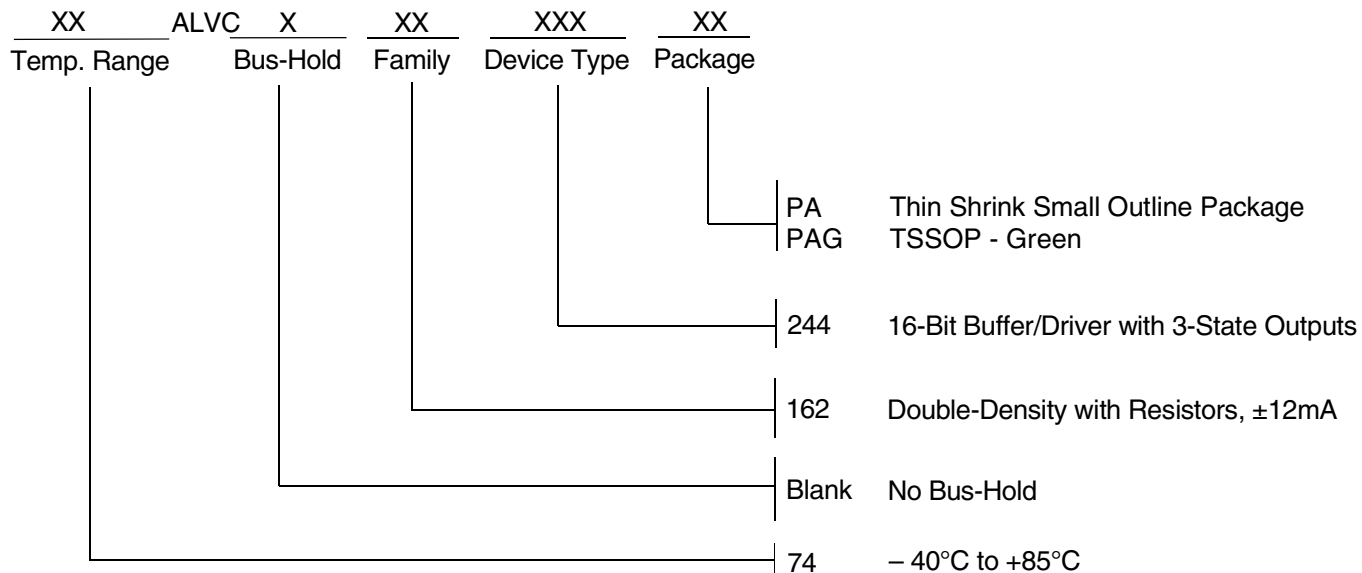 XX ALVC X XX XXX XX
Temp. Range Bus-Hold Family Device Type Package
PA Thin Shrink Small Outline Package
PAG TSSOP - Green
244 16-Bit Buffer/Driver with 3-State Outputs
162 Double-Density with Resistors, ±12mA
Blank No Bus-Hold
74 – 40°C to +85°C